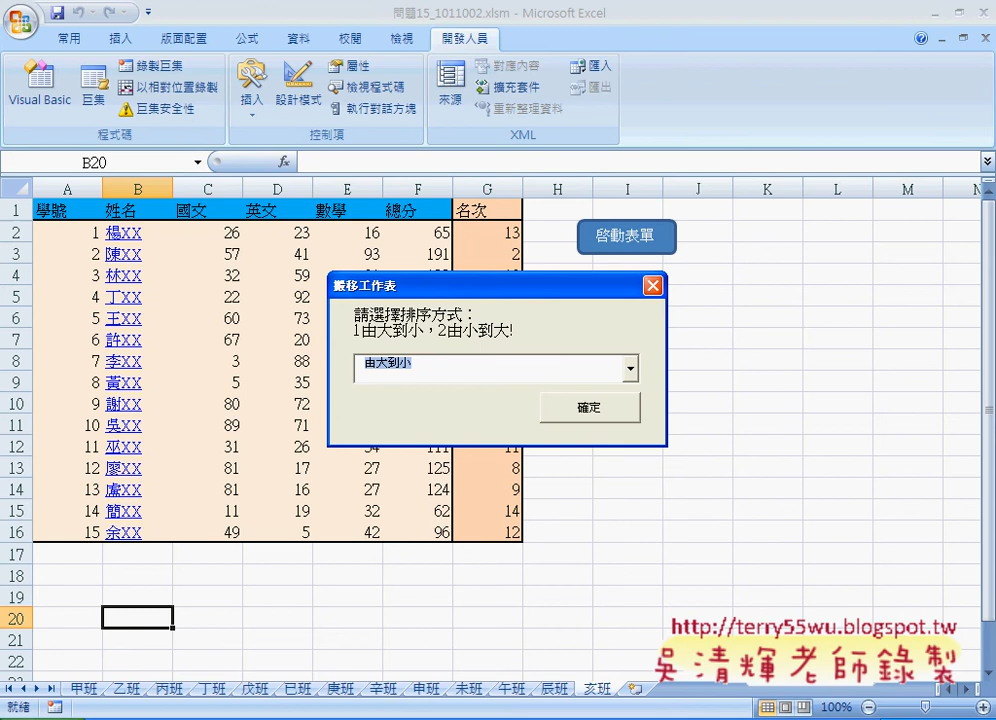 問題15_1011002.xlsm - Microsoft Excel
常用 插入 版面配置 公式 資料 校閱 檢視 開發人員
Visual Basic 巨集 錄製巨集 以相對位置錄製 巨集安全性 程式碼
插入 設計模式 屬性 檢視程式碼 執行對話方塊 控制項
來源 對應內容 擴充套件 重新整理資料 匯入 匯出 XML
B20 fx
A B C D E F G H I J K L M N
1 學號 姓名 國文 英文 數學 總分 名次
2 1 楊XX 26 23 16 65 13
啓動表單
3 2 陳XX 57 41 93 191 2
4 3 林XX 32 59
5 4 丁XX 22 92
6 5 王XX 60 73
7 6 許XX 67 20
8 7 李XX 3 88
9 8 黃XX 5 35
10 9 謝XX 80 72
11 10 吳XX 89 71
12 11 巫XX 31 26
13 12 廖XX 81 17 27 125 8
14 13 盧XX 81 16 27 124 9
15 14 簡XX 11 19 32 62 14
16 15 余XX 49 5 42 96 12
17
18
19
20
21
22
搬移工作表
請選擇排序方式：
1由大到小，2由小到大!
由大到小
確定
http://terry55wu.blogspot.tw
吳清輝老師錄製
甲班 乙班 丙班 丁班 戊班 已班 庚班 辛班 申班 未班 午班 辰班 亥班
就緒 100%